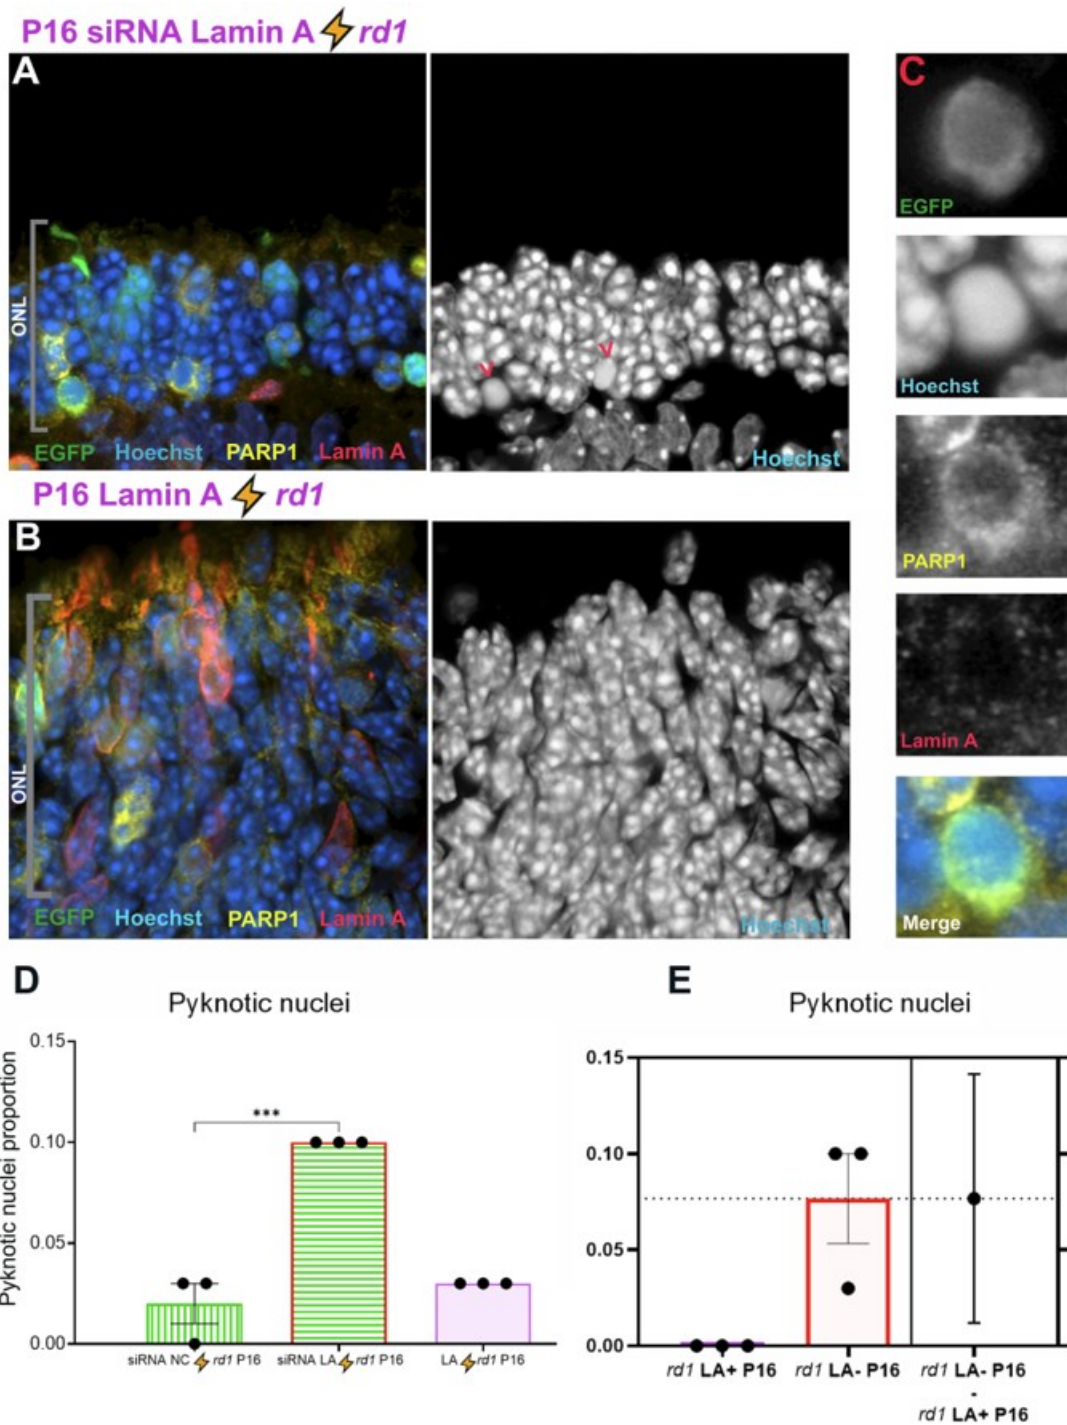 P16 siRNA Lamin A rd1
A
C
ONL
EGFP Hoechst PARP1 Lamin A
Hoechst
EGFP
Hoechst
PARP1
Lamin A
Merge
P16 Lamin A rd1
B
ONL
EGFP Hoechst PARP1 Lamin A
Hoechst
D
Pyknotic nuclei
Pyknotic nuclei proportion
0.15
0.10
0.05
0.00
***
siRNA NC rd1 P16
siRNA LA rd1 P16
LA rd1 P16
E
Pyknotic nuclei
0.15
0.10
0.05
0.00
rd1 LA+ P16
rd1 LA- P16
rd1 LA- P16
-
rd1 LA+ P16